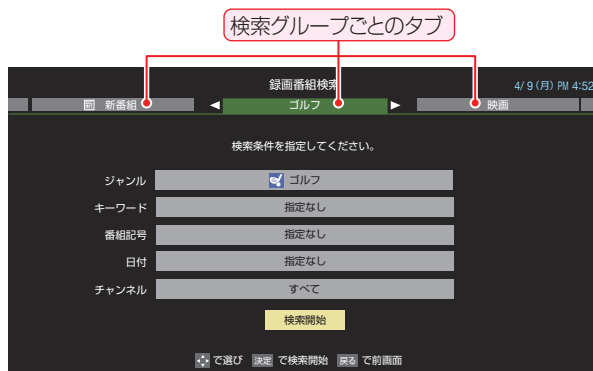 検索グループごとのタブ
録画番組検索 4/ 9(月) PM 4:52
新 新番組 ◀ ゴルフ ▶ 映画
検索条件を指定してください。
ジャンル ゴルフ
キーワード 指定なし
番組記号 指定なし
日付 指定なし
チャンネル すべて
検索開始
で選び 決定 で検索開始 戻る で前画面